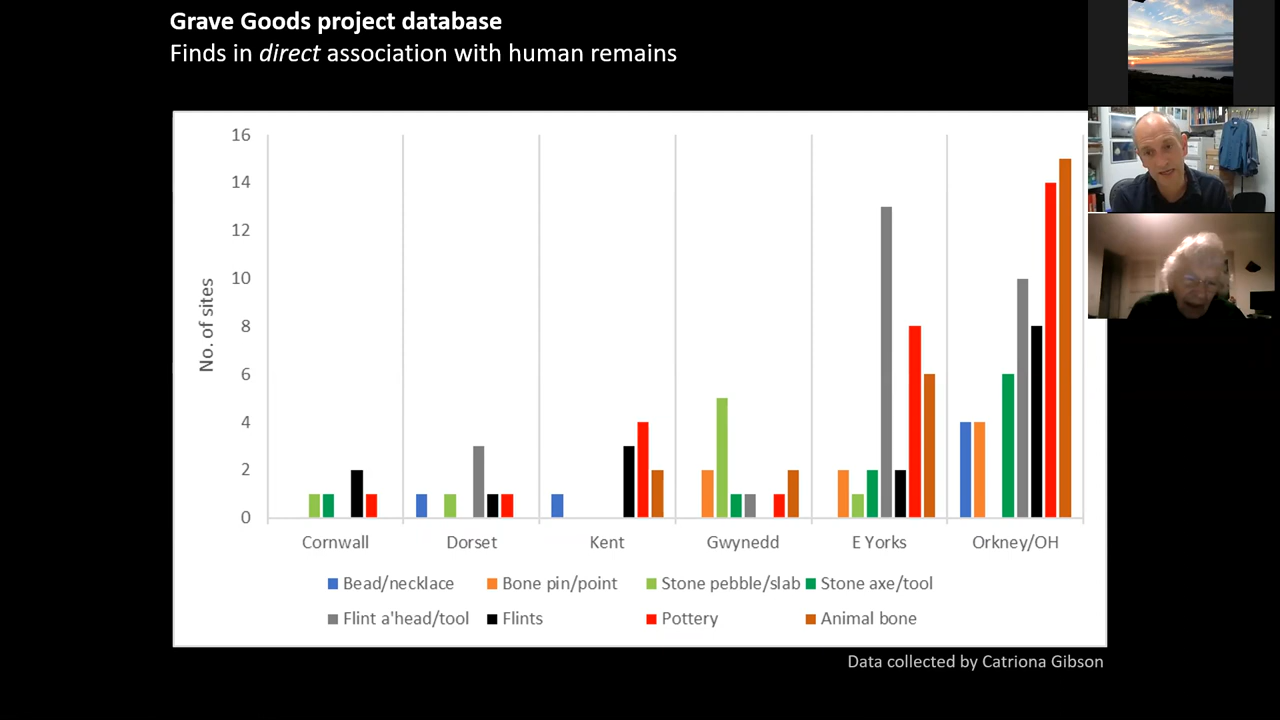 Grave Goods project database
Finds in direct association with human remains
16
14
12
10
8
6
4
2
0
No. of sites
Cornwall Dorset Kent Gwynedd E Yorks Orkney/OH
Bead/necklace Bone pin/point Stone pebble/slab Stone axe/tool
Flint a'head/tool Flints Pottery Animal bone
Data collected by Catriona Gibson